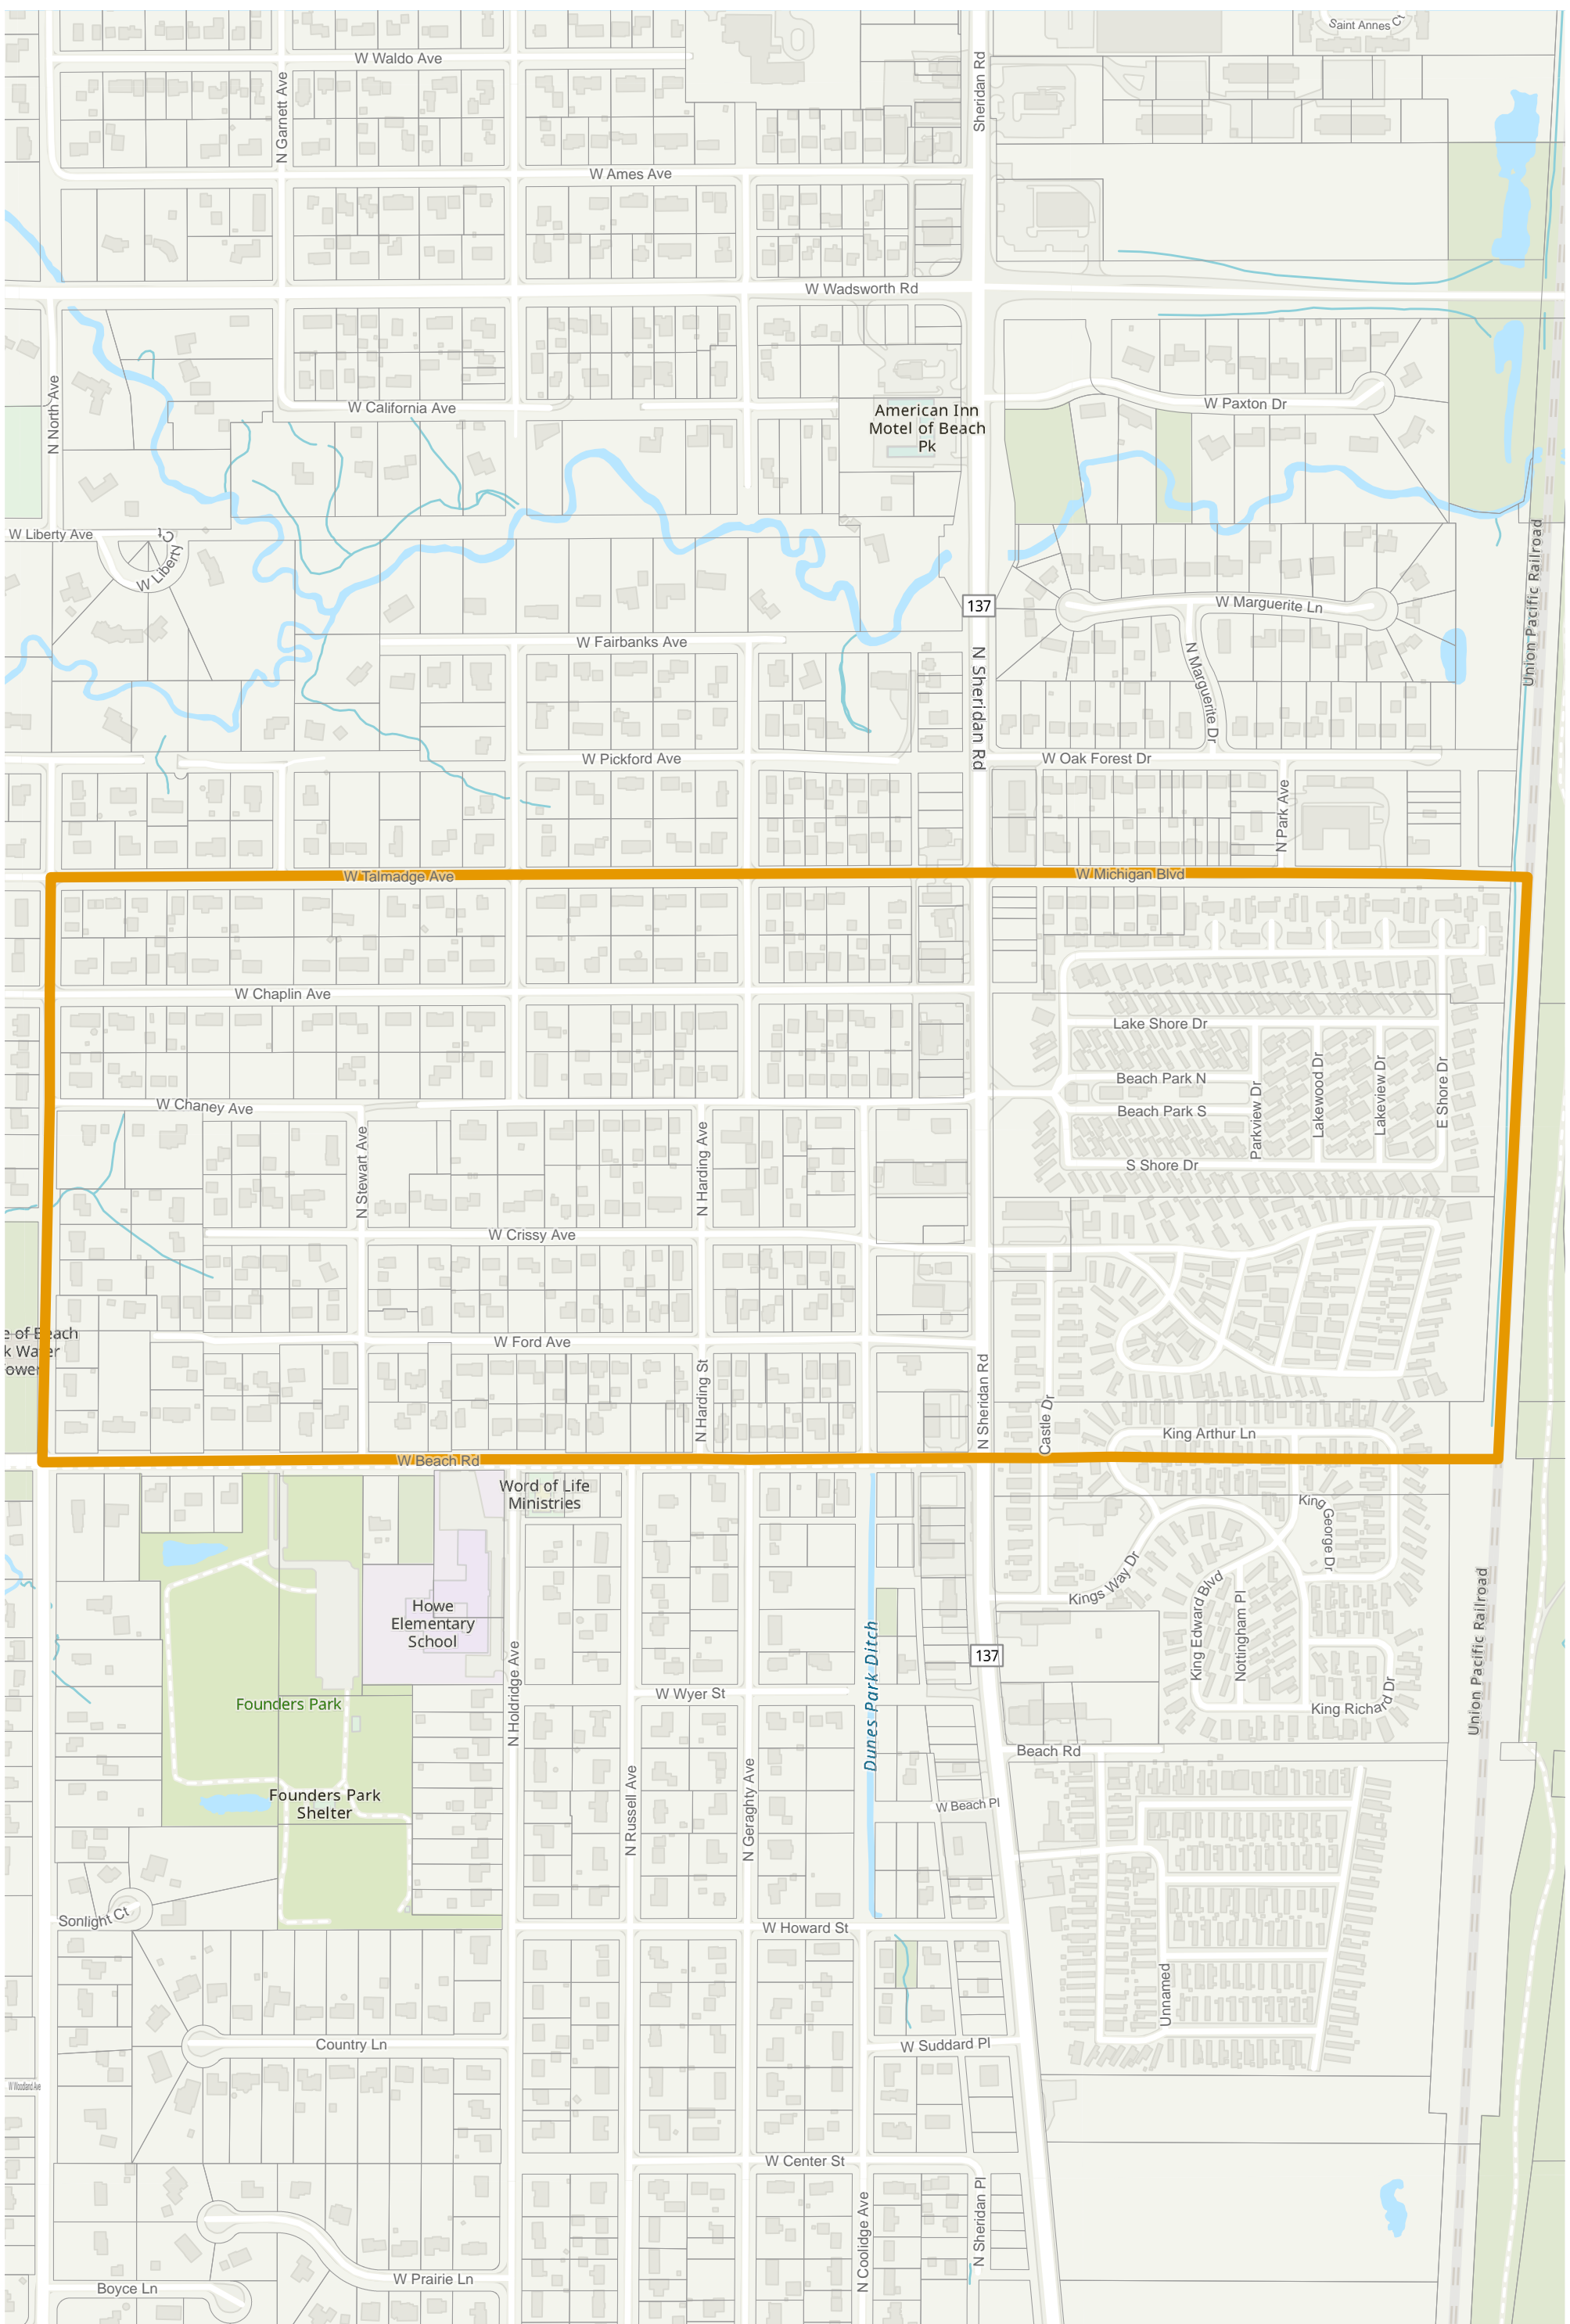 Saint Annes Ct
W Waldo Ave
Sheridan Rd
N Garnett Ave
W Ames Ave
W Wadsworth Rd
N North Ave
W California Ave
American Inn
Motel of Beach
Pk
W Paxton Dr
W Liberty Ave
W Liberty Ct
Union Pacific Railroad
137
W Marguerite Ln
W Fairbanks Ave
N Sheridan Rd
N Marguerite Dr
W Pickford Ave
W Oak Forest Dr
N Park Ave
W Talmadge Ave
W Michigan Blvd
W Chaplin Ave
Lake Shore Dr
Beach Park N
Beach Park S
Parkview Dr
Lakewood Dr
Lakeview Dr
E Shore Dr
W Chaney Ave
N Stewart Ave
N Harding Ave
S Shore Dr
W Crissy Ave
e of Beach
k Water
ower
W Ford Ave
N Harding St
N Sheridan Rd
Castle Dr
King Arthur Ln
W Beach Rd
Word of Life
Ministries
King George Dr
Kings Way Dr
King Edward Blvd
Nottingham Pl
Union Pacific Railroad
Howe
Elementary
School
N Holdridge Ave
Dunes Park Ditch
137
W Wyer St
Founders Park
King Richard Dr
Beach Rd
Founders Park
Shelter
N Russell Ave
N Geraghty Ave
W Beach Pl
Sonlight Ct
W Howard St
Unnamed
Country Ln
W Suddard Pl
W Woodland Ave
W Center St
N Coolidge Ave
N Sheridan Pl
W Prairie Ln
Boyce Ln